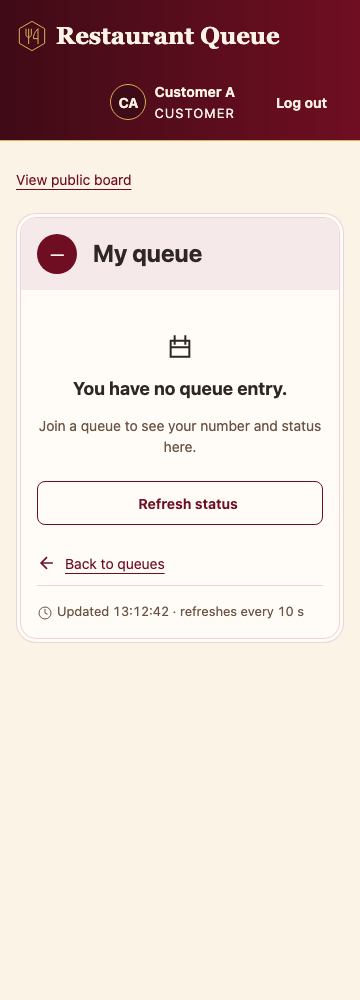 Restaurant Queue
CA
Customer A
CUSTOMER
Log out
View public board
–
My queue
You have no queue entry.
Join a queue to see your number and status
here.
Refresh status
Back to queues
Updated 13:12:42 · refreshes every 10 s